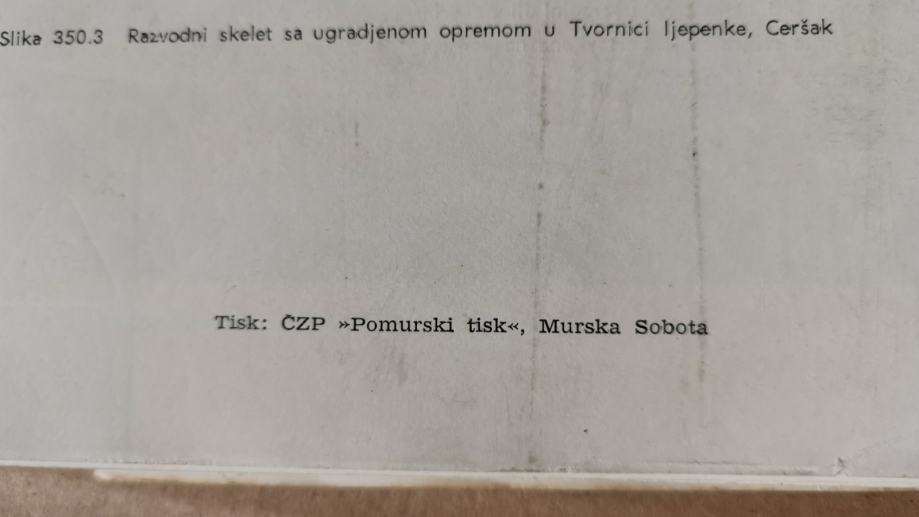 Slika 350.3 Razvodni skelet sa ugradjenom opremom u Tvornici ljepenke, Ceršak
Tisk: ČZP »Pomurski tisk«, Murska Sobota